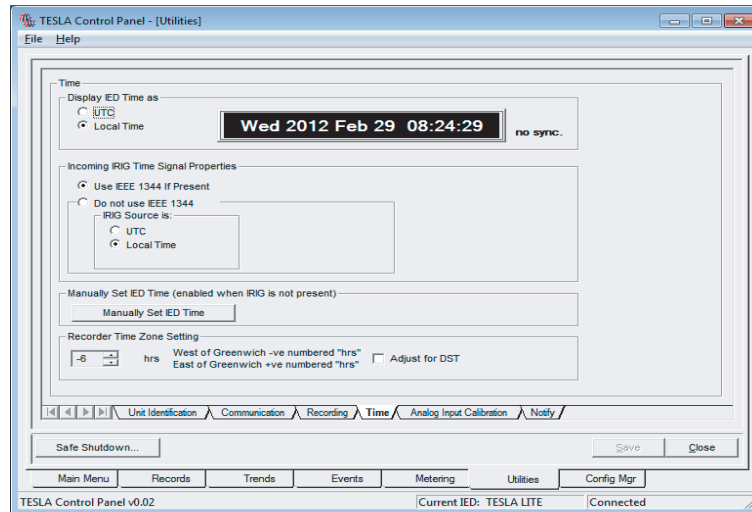 TESLA Control Panel - [Utilities]
File Help
Time
Display IED Time as
UTC
Local Time
Wed 2012 Feb 29 08:24:29
no sync.
Incoming IRIG Time Signal Properties
Use IEEE 1344 If Present
Do not use IEEE 1344
IRIG Source is:
UTC
Local Time
Manually Set IED Time (enabled when IRIG is not present)
Manually Set IED Time
Recorder Time Zone Setting
-6 hrs West of Greenwich -ve numbered "hrs"
East of Greenwich +ve numbered "hrs"
Adjust for DST
Unit Identification Communication Recording Time Analog Input Calibration Notify
Safe Shutdown... Save Close
Main Menu Records Trends Events Metering Utilities Config Mgr
TESLA Control Panel v0.02 Current IED: TESLA LITE Connected